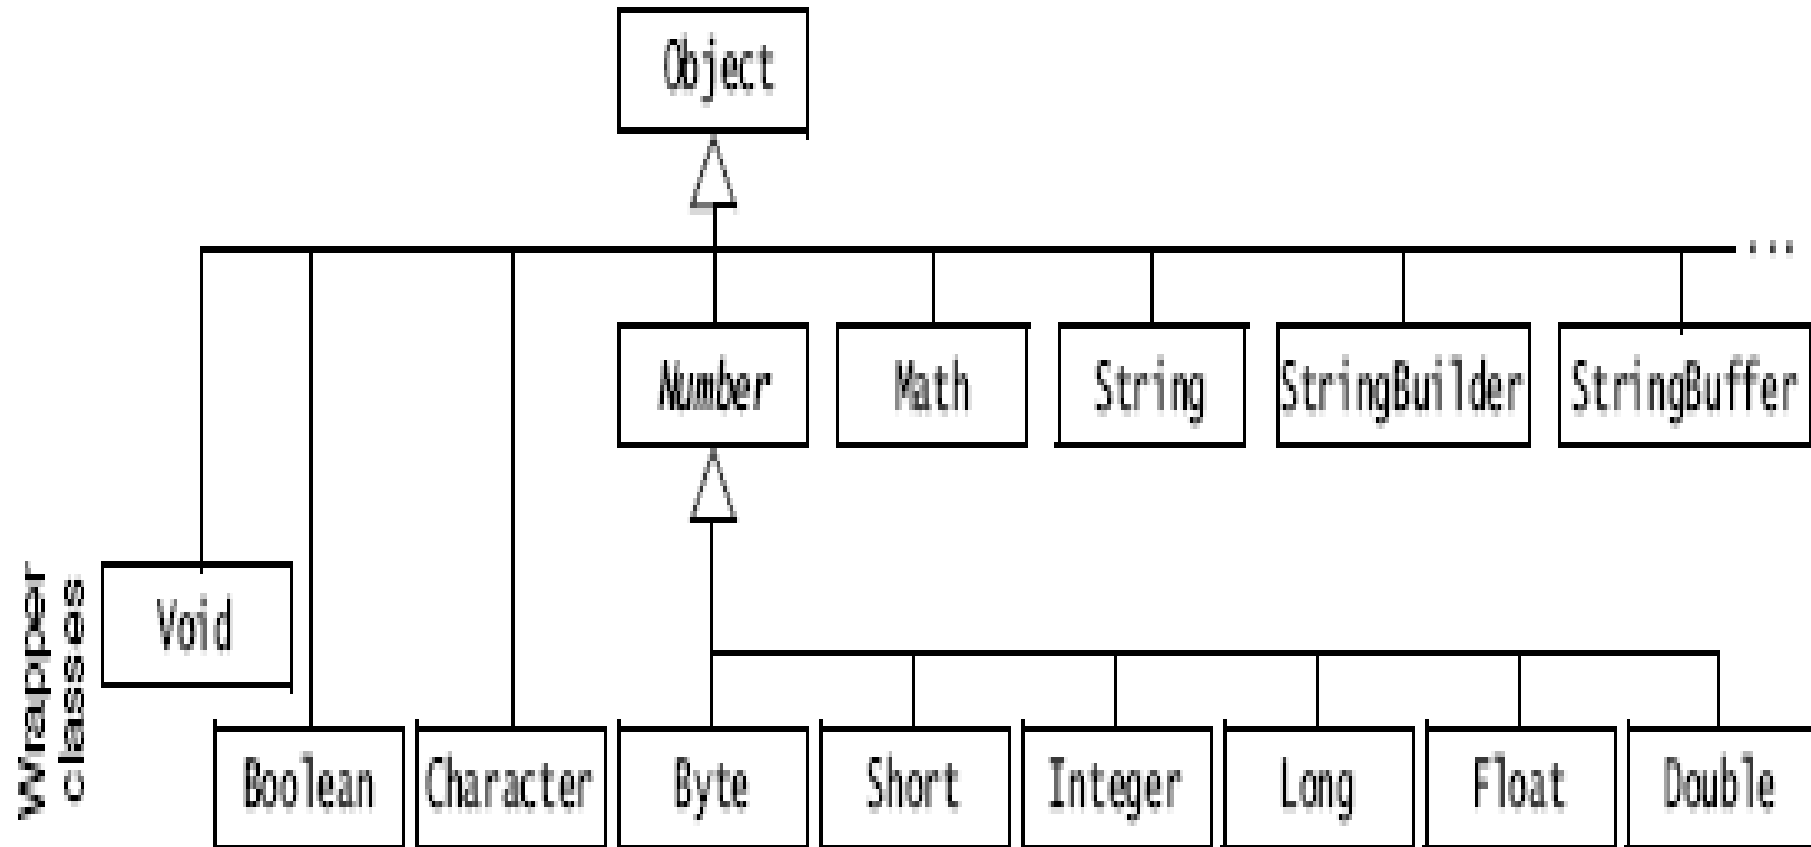 Object
...
Number
Math
String
StringBuilder
StringBuffer
Wrapper
classes
Void
Boolean
Character
Byte
Short
Integer
Long
Float
Double